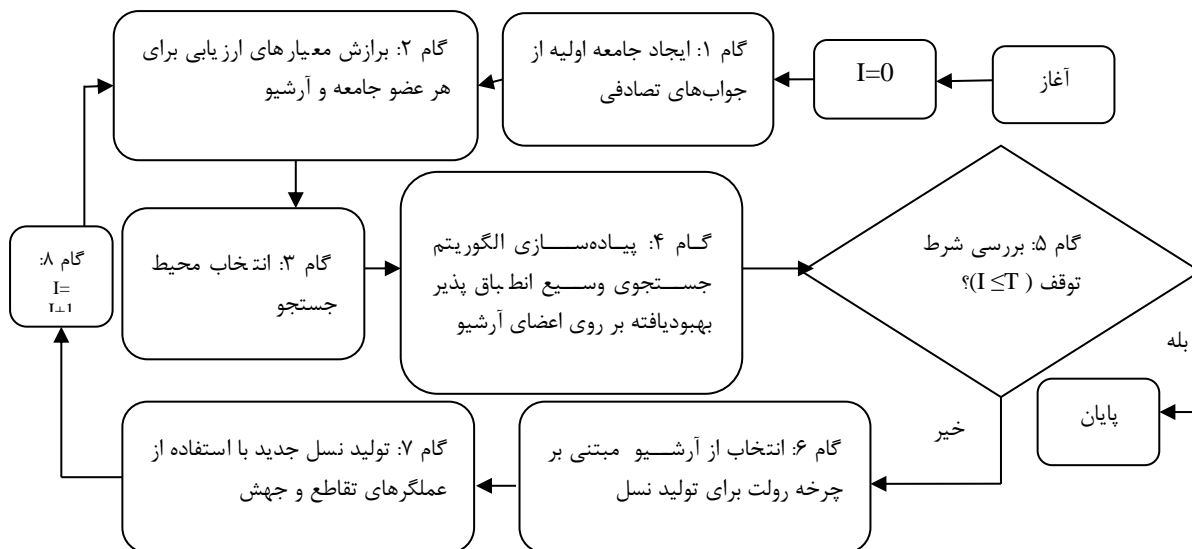 آغاز
I=0
گام ۱: ایجاد جامعه اولیه از
جواب‌های تصادفی
گام ۲: برازش معیارهای ارزیابی برای
هر عضو جامعه و آرشیو
گام ۳: انتخاب محیط
جستجو
گام ۴: پیاده‌سازی الگوریتم
جستجوی وسیع انطباق پذیر
بهبودیافته بر روی اعضای آرشیو
گام ۵: بررسی شرط
توقف (I ≤T)؟
بله
پایان
خیر
گام ۶: انتخاب از آرشیو مبتنی بر
چرخه رولت برای تولید نسل
گام ۷: تولید نسل جدید با استفاده از
عملگرهای تقاطع و جهش
گام ۸:
I=
I+1